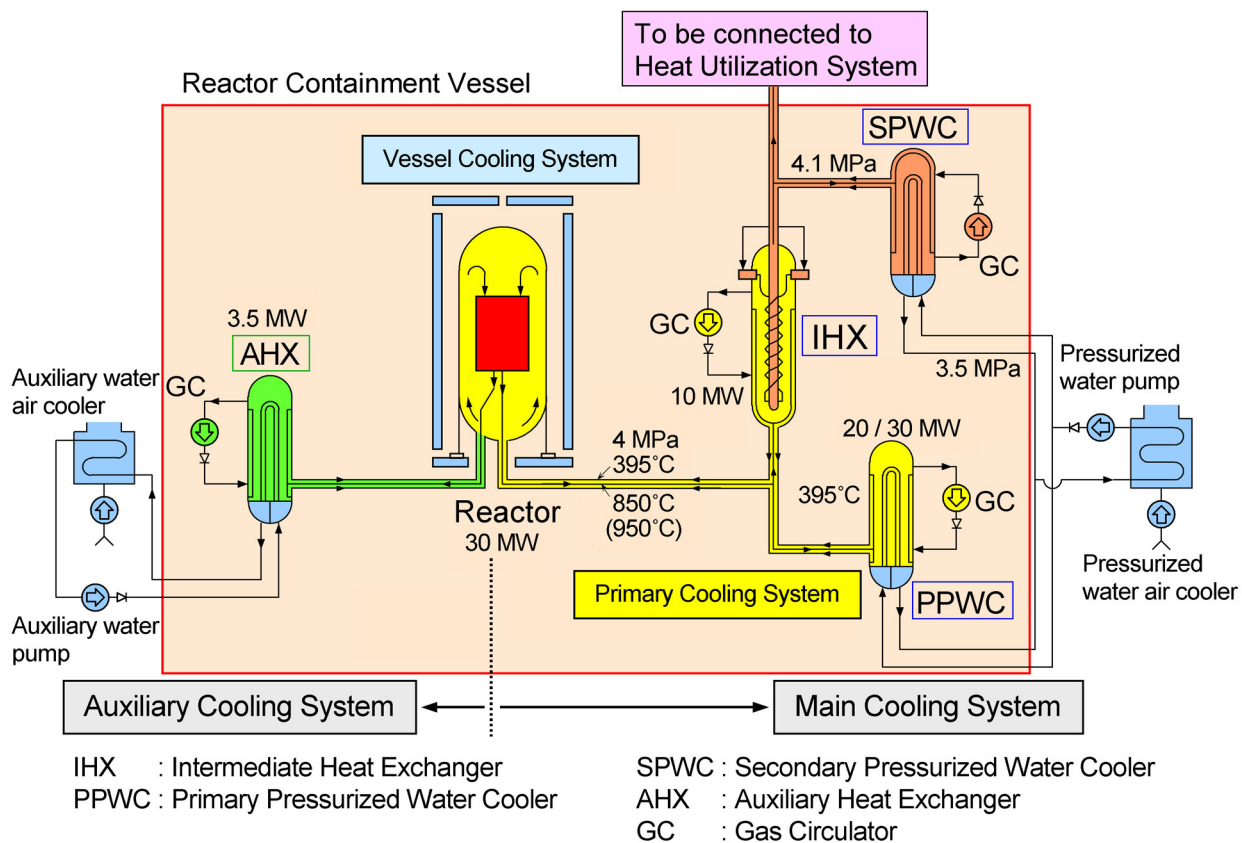 To be connected to
Heat Utilization System
Reactor Containment Vessel
SPWC
Vessel Cooling System
4.1 MPa
GC
GC
IHX
3.5 MW
AHX
3.5 MPa
Pressurized
water pump
Auxiliary water
air cooler
GC
10 MW
20 / 30 MW
4 MPa
395°C
395°C
GC
850°C
(950°C)
Reactor
30 MW
Primary Cooling System
PPWC
Pressurized
water air cooler
Auxiliary water
pump
Auxiliary Cooling System
Main Cooling System
IHX : Intermediate Heat Exchanger
PPWC : Primary Pressurized Water Cooler
SPWC : Secondary Pressurized Water Cooler
AHX : Auxiliary Heat Exchanger
GC : Gas Circulator